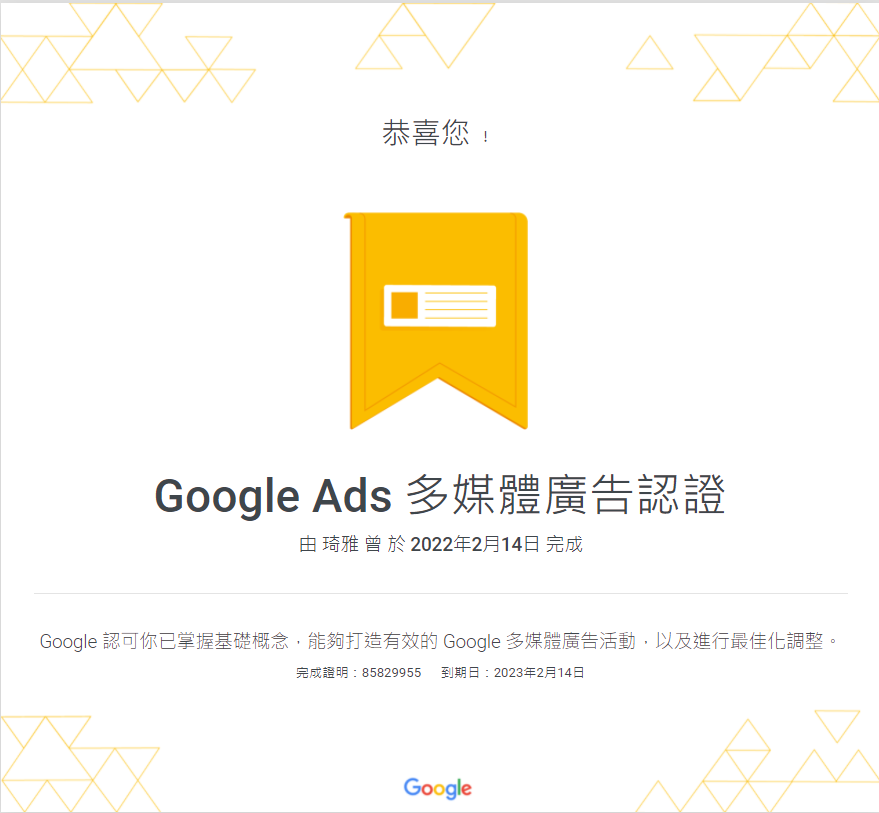 恭喜您 !
Google Ads 多媒體廣告認證
由 琦雅 曾 於 2022年2月14日 完成
Google 認可你已掌握基礎概念，能夠打造有效的 Google 多媒體廣告活動，以及進行最佳化調整。
完成證明：85829955 到期日：2023年2月14日
Google